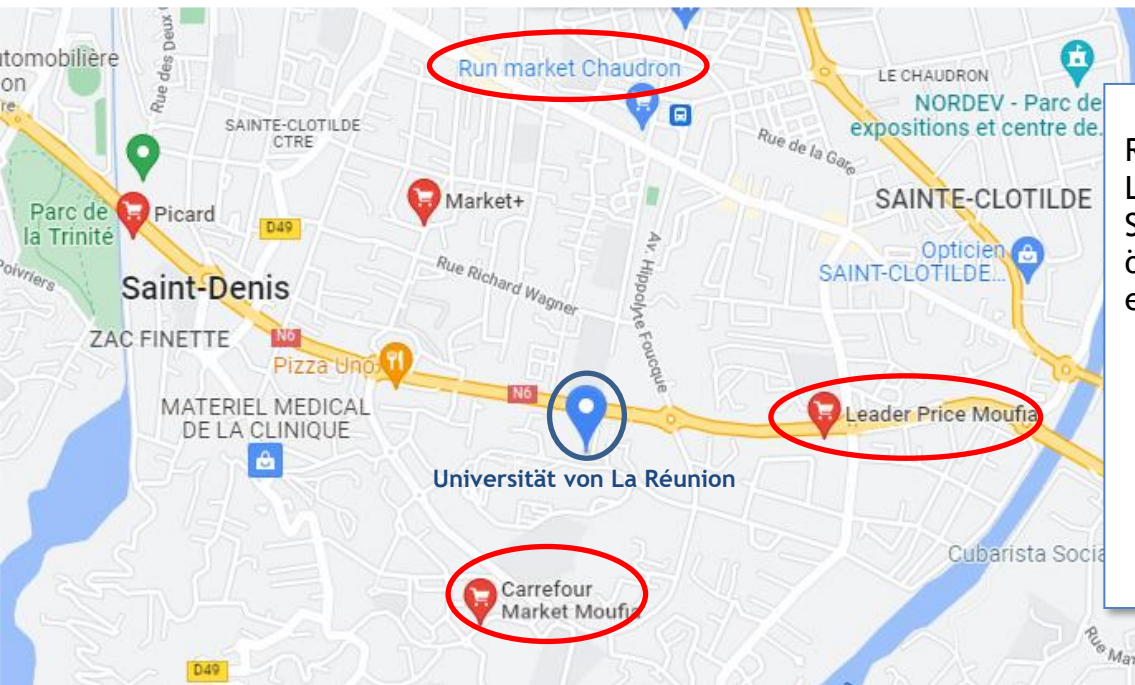 Run market Chaudron
LE CHAUDRON
NORDEV - Parc de
expositions et centre de.
Rue des Deux
SAINTE-CLOTILDE
CTRE
Rue de la Gare
SAINTE-CLOTILDE
Market+
Picard
Parc de
la Trinité
D49
Opticien
SAINT-CLOTILDE...
Rue Richard Wagner
Av. Hippolyte Foucque
Saint-Denis
ZAC FINETTE
N6
Pizza Uno
N6
MATERIEL MEDICAL
DE LA CLINIQUE
Leader Price Moufia
Universität von La Réunion
Cubarista Socia
Carrefour
Market Moufia
D49